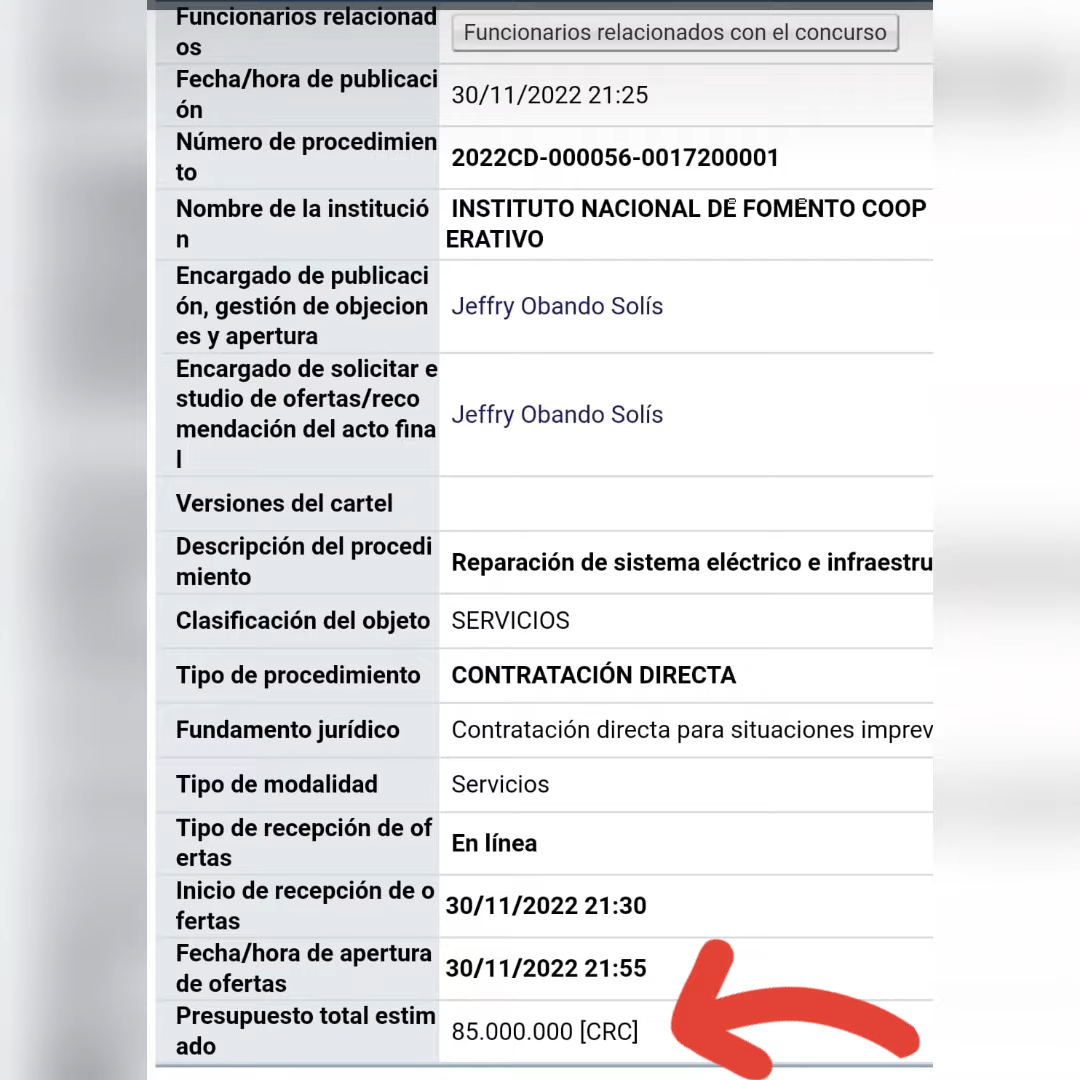 Funcionarios relacionad
os
Funcionarios relacionados con el concurso
Fecha/hora de publicaci
ón
30/11/2022 21:25
Número de procedimien
to
2022CD-000056-0017200001
Nombre de la institució
n
INSTITUTO NACIONAL DE FOMENTO COOP
ERATIVO
Encargado de publicaci
ón, gestión de objecion
es y apertura
Jeffry Obando Solís
Encargado de solicitar e
studio de ofertas/reco
mendación del acto fina
l
Jeffry Obando Solís
Versiones del cartel
Descripción del procedi
miento
Reparación de sistema eléctrico e infraestru
Clasificación del objeto
SERVICIOS
Tipo de procedimiento
CONTRATACIÓN DIRECTA
Fundamento jurídico
Contratación directa para situaciones imprev
Tipo de modalidad
Servicios
Tipo de recepción de of
ertas
En línea
Inicio de recepción de o
fertas
30/11/2022 21:30
Fecha/hora de apertura
de ofertas
30/11/2022 21:55
Presupuesto total estim
ado
85.000.000 [CRC]